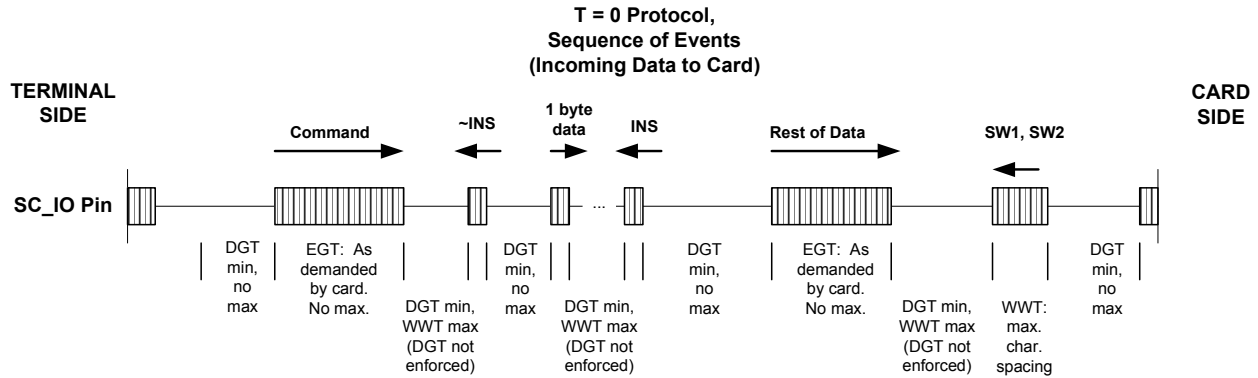 T = 0 Protocol,
Sequence of Events
(Incoming Data to Card)
TERMINAL
SIDE
CARD
SIDE
Command
~INS
1 byte
data
INS
Rest of Data
SW1, SW2
SC_IO Pin
...
DGT
min,
no
max
EGT: As
demanded
by card.
No max.
DGT min,
WWT max
(DGT not
enforced)
DGT
min,
no
max
DGT min,
WWT max
(DGT not
enforced)
DGT
min,
no
max
EGT: As
demanded
by card.
No max.
DGT min,
WWT max
(DGT not
enforced)
WWT:
max.
char.
spacing
DGT
min,
no
max